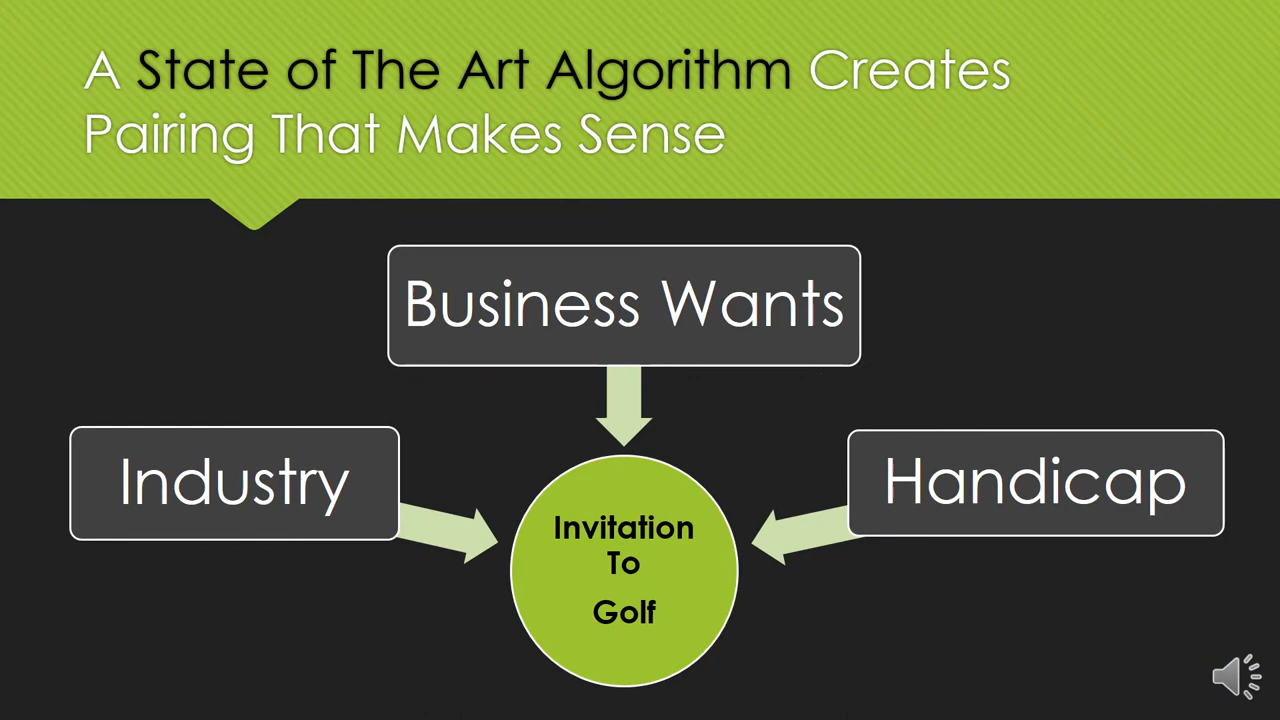 A State of The Art Algorithm Creates
Pairing That Makes Sense
Business Wants
Industry
Handicap
Invitation
To
Golf